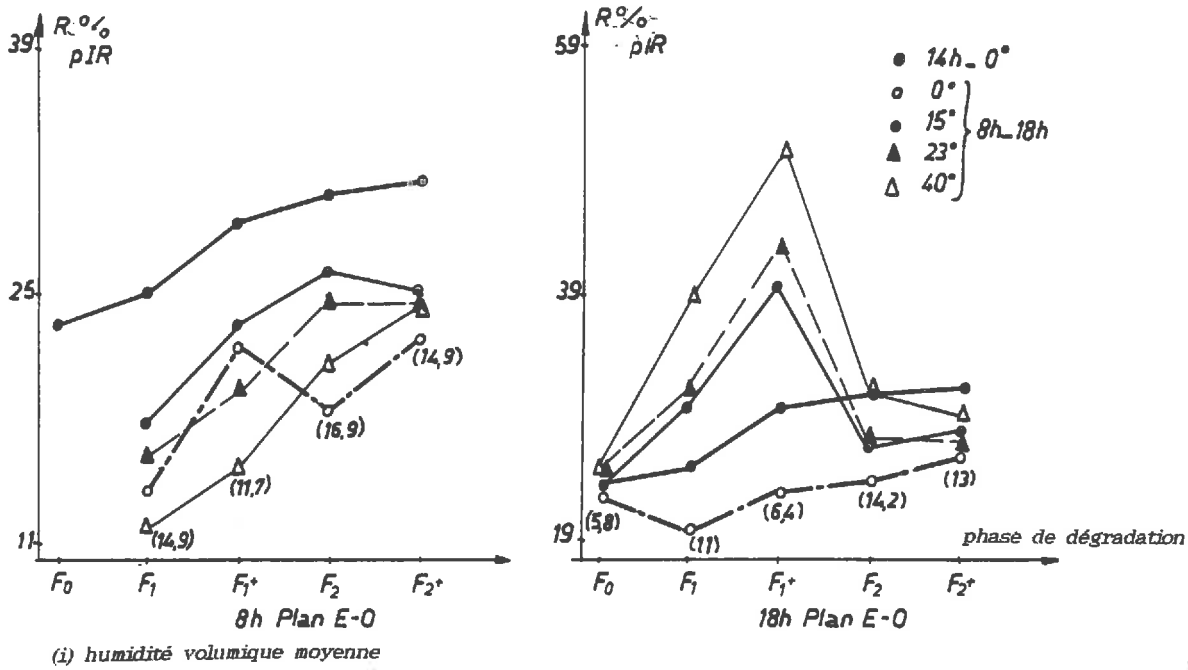 R.%
pIR
39
25
11
(14,9)
(11,7)
(16,9)
(14,9)
F0 F1 F1+ F2 F2+
8h Plan E-O
(i) humidité volumique moyenne
R%
pIR
59
39
19
14h_0°
0°
15°
23°
40°
8h_18h
(5,8)
(11)
(6,4)
(14,2)
(13)
phase de dégradation
F0 F1 F1+ F2 F2+
18h Plan E-O